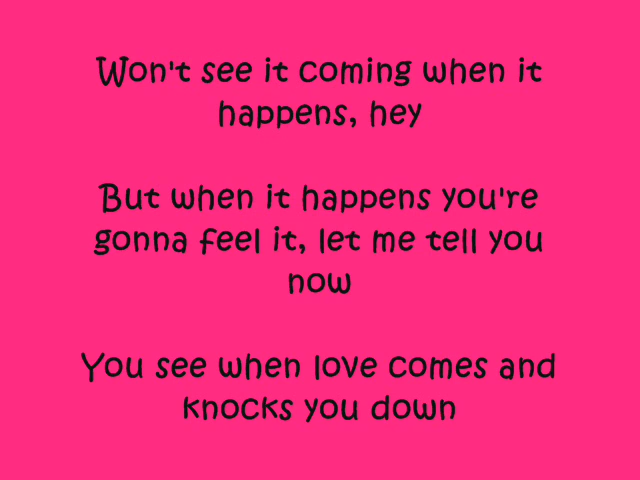 Won't see it coming when it
happens, hey
But when it happens you're
gonna feel it, let me tell you
now
You see when love comes and
knocks you down